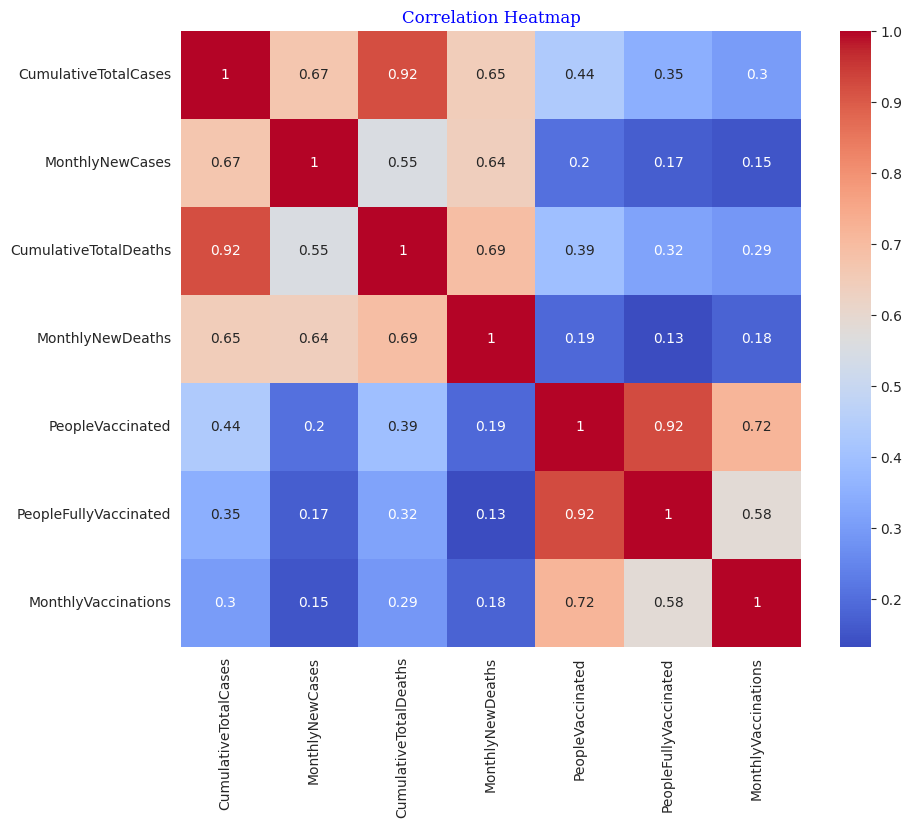 Correlation Heatmap
CumulativeTotalCases 1 0.67 0.92 0.65 0.44 0.35 0.3
MonthlyNewCases 0.67 1 0.55 0.64 0.2 0.17 0.15
CumulativeTotalDeaths 0.92 0.55 1 0.69 0.39 0.32 0.29
MonthlyNewDeaths 0.65 0.64 0.69 1 0.19 0.13 0.18
PeopleVaccinated 0.44 0.2 0.39 0.19 1 0.92 0.72
PeopleFullyVaccinated 0.35 0.17 0.32 0.13 0.92 1 0.58
MonthlyVaccinations 0.3 0.15 0.29 0.18 0.72 0.58 1
CumulativeTotalCases
MonthlyNewCases
CumulativeTotalDeaths
MonthlyNewDeaths
PeopleVaccinated
PeopleFullyVaccinated
MonthlyVaccinations
1.0
0.9
0.8
0.7
0.6
0.5
0.4
0.3
0.2